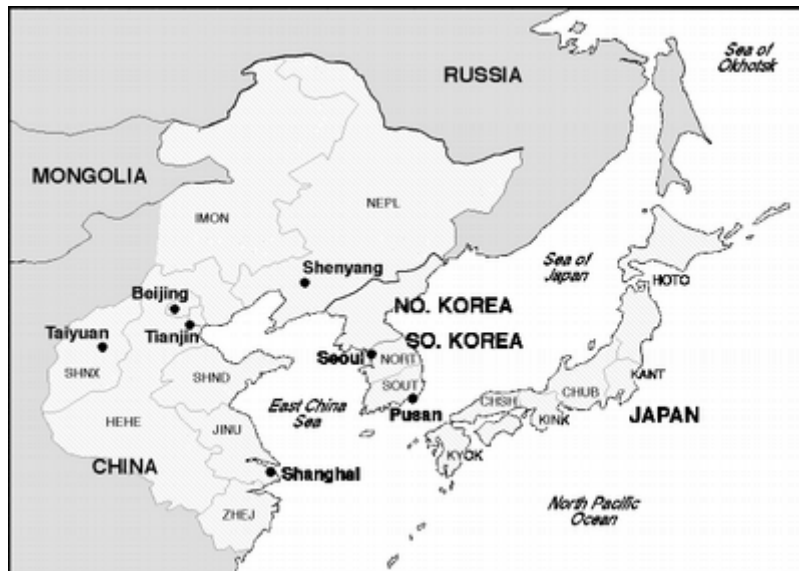 Sea of
Okhotsk
RUSSIA
MONGOLIA
NEPL
IMON
Sea of
Japan
Shenyang
HOTO
Beijing
NO. KOREA
Tianjin
Taiyuan
SO. KOREA
Seoul
NORT
SHNX
SHND
SOUT
KANT
CHUB
CHSH
East China
Sea
Pusan
KINK
JAPAN
HEHE
JINU
KYOK
CHINA
Shanghai
North Pacific
Ocean
ZHEJ